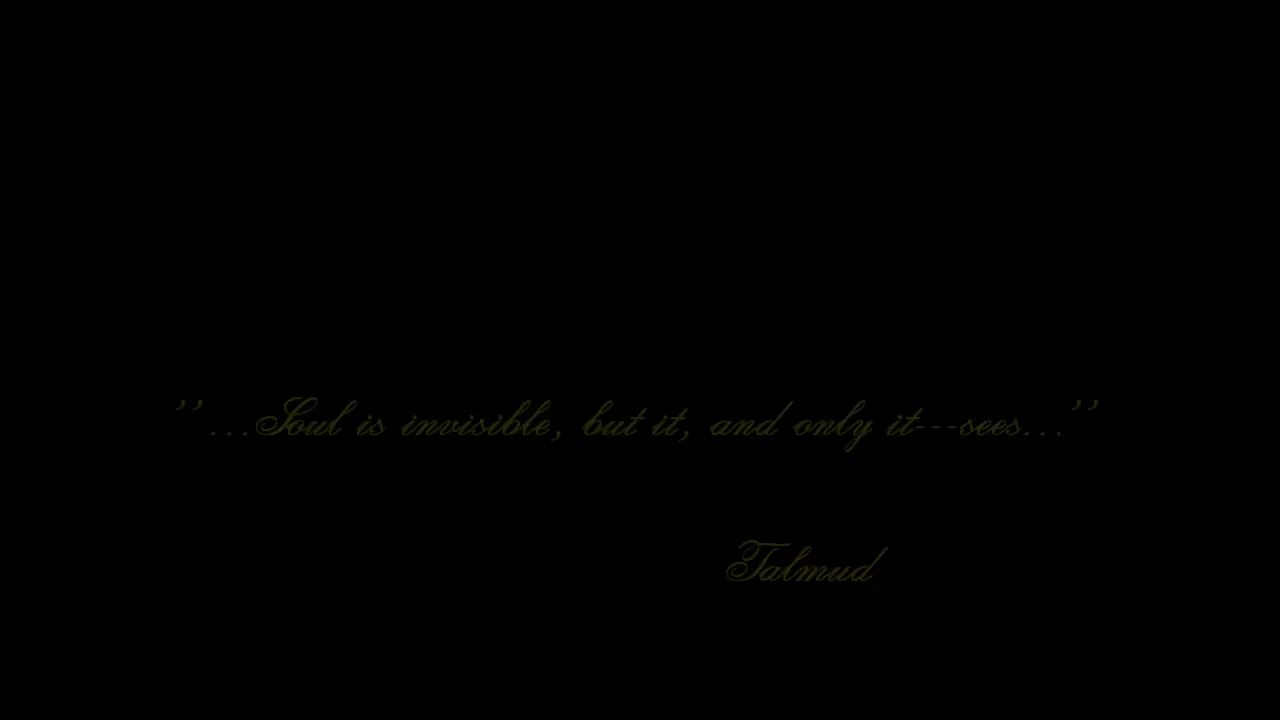 ’’...Soul is invisible, but it, and only it---sees...’’
Talmud